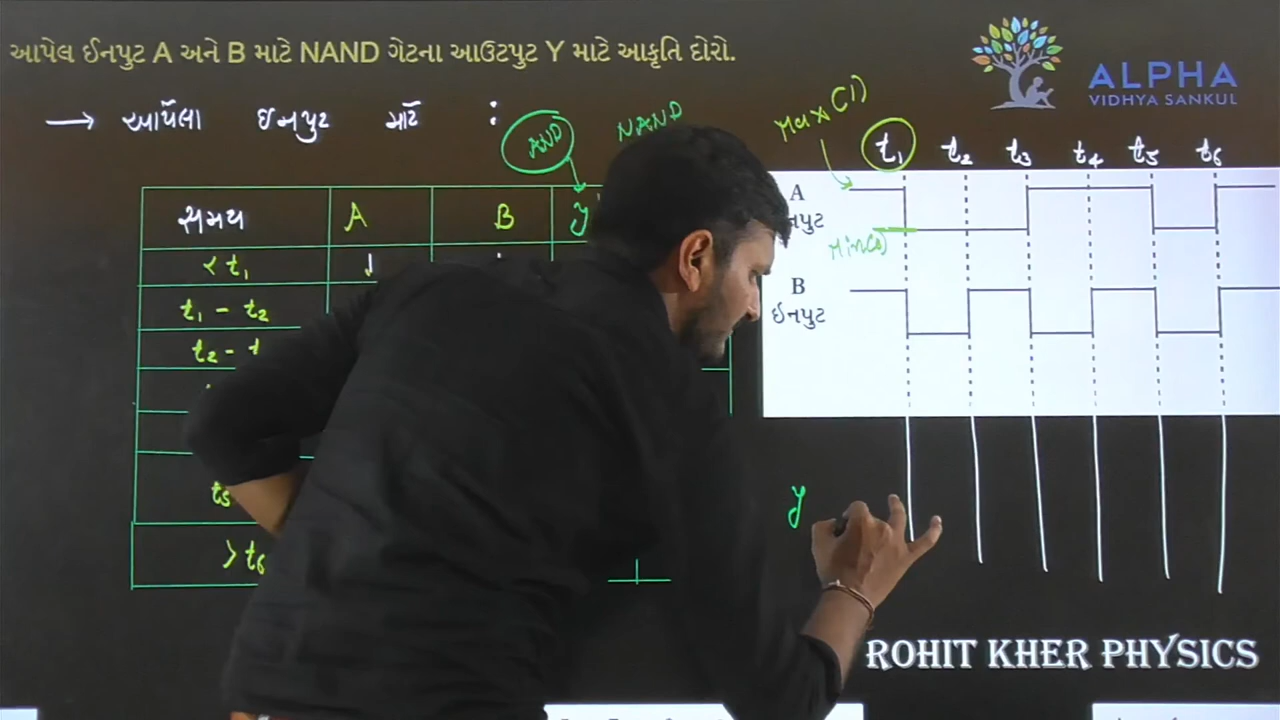 આપેલ ઈનપુટ A અને B માટે NAND ગેટના આઉટપુટ Y માટે આકૃતિ દોરો.
ALPHA
VIDHYA SANKUL
→ આપેલા ઇનપુટ માટે :
AND NAND
Max(1)
t₁ t₂ t₃ t₄ t₅ t₆
A
Min(0)
B
ઈનપુટ
સમય A B y'
< t₁ 1
t₁ - t₂
t₂ -
t₅
> t₆
y
ROHIT KHER PHYSICS